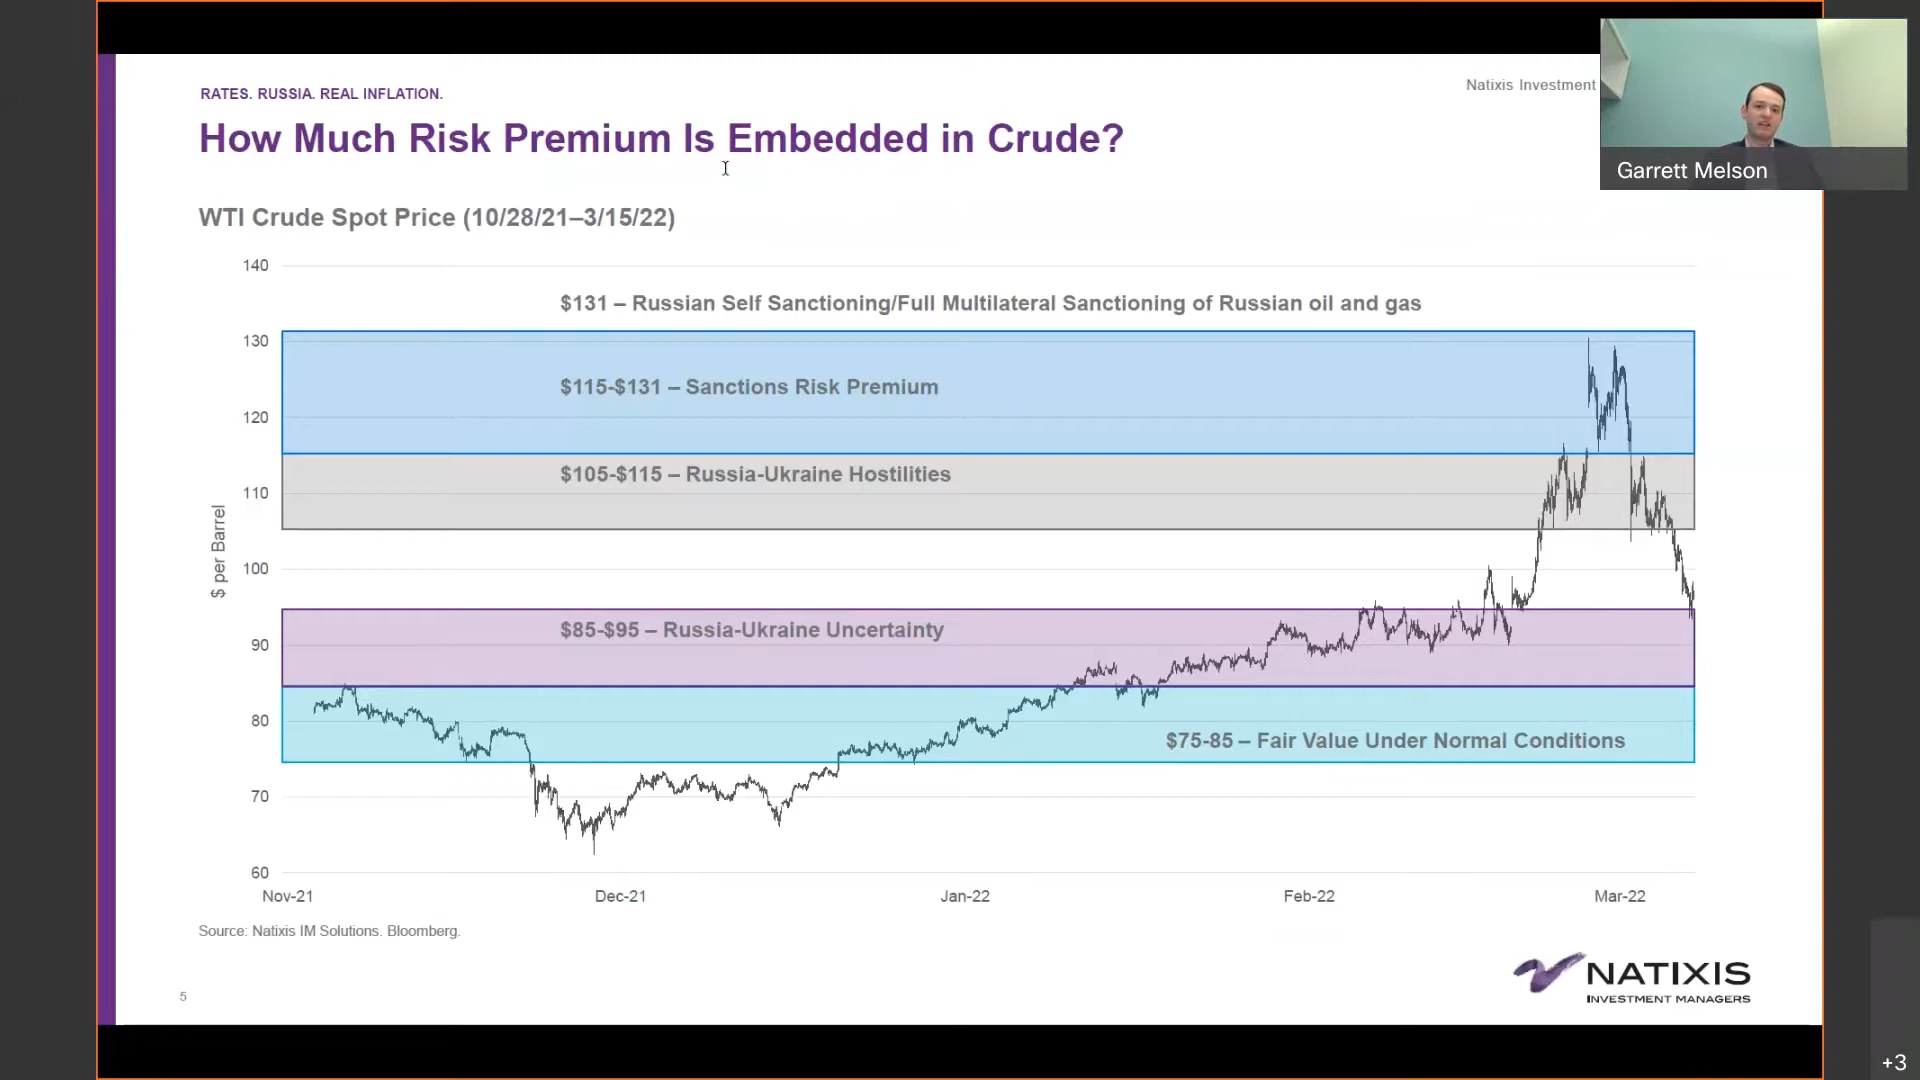 RATES. RUSSIA. REAL INFLATION.
Natixis Investment
How Much Risk Premium Is Embedded in Crude?
Garrett Melson
WTI Crude Spot Price (10/28/21–3/15/22)
140
$131 – Russian Self Sanctioning/Full Multilateral Sanctioning of Russian oil and gas
130
$115-$131 – Sanctions Risk Premium
120
$105-$115 – Russia-Ukraine Hostilities
110
$ per Barrel
100
$85-$95 – Russia-Ukraine Uncertainty
90
80
$75-85 – Fair Value Under Normal Conditions
70
60
Nov-21 Dec-21 Jan-22 Feb-22 Mar-22
Source: Natixis IM Solutions. Bloomberg.
NATIXIS
INVESTMENT MANAGERS
5
+3